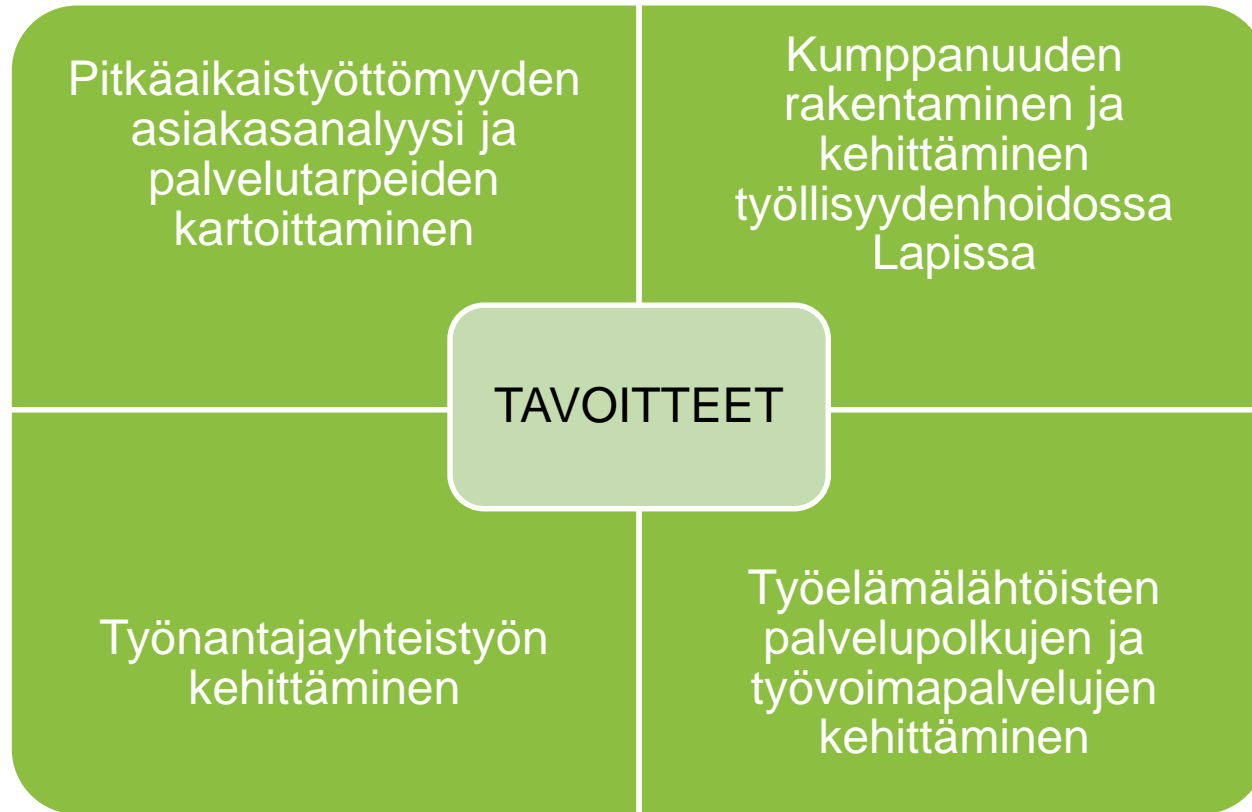 Pitkäaikaistyöttömyyden
asiakasanalyysi ja
palvelutarpeiden
kartoittaminen
Kumppanuuden
rakentaminen ja
kehittäminen
työllisyydenhoidossa
Lapissa
TAVOITTEET
Työnantajayhteistyön
kehittäminen
Työelämälähtöisten
palvelupolkujen ja
työvoimapalvelujen
kehittäminen